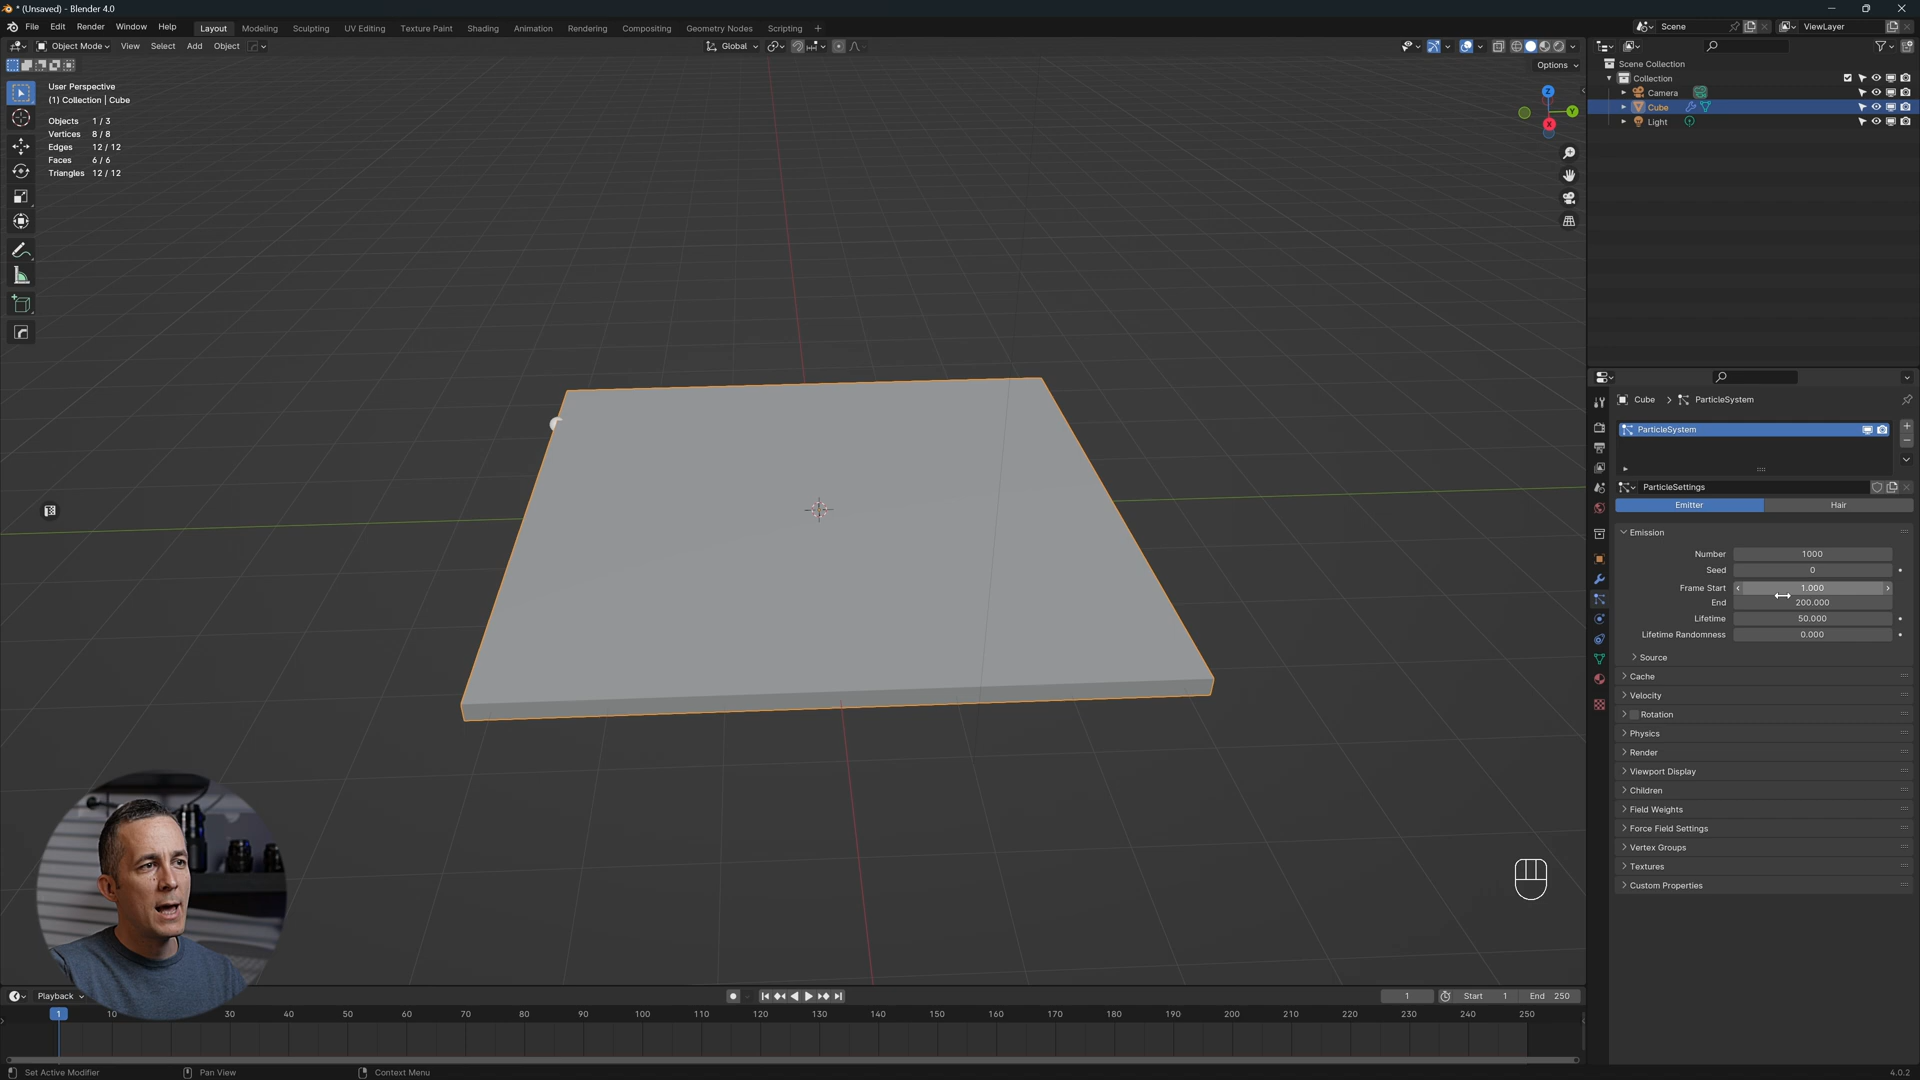 * (Unsaved) - Blender 4.0
File Edit Render Window Help Layout Modeling Sculpting UV Editing Texture Paint Shading Animation Rendering Compositing Geometry Nodes Scripting + Scene ViewLayer
Object Mode View Select Add Object Global
Options
User Perspective
(1) Collection | Cube
Objects 1 / 3
Vertices 8 / 8
Edges 12 / 12
Faces 6 / 6
Triangles 12 / 12
Z
Y
X
Scene Collection
Collection
Camera
Cube
Light
Cube > ParticleSystem
ParticleSystem
ParticleSettings
Emitter Hair
Emission
Number 1000
Seed 0
Frame Start 1.000
End 200.000
Lifetime 50.000
Lifetime Randomness 0.000
Source
Cache
Velocity
Rotation
Physics
Render
Viewport Display
Children
Field Weights
Force Field Settings
Vertex Groups
Textures
Custom Properties
Playback 1 Start 1 End 250
1 10 30 40 50 60 70 80 90 100 110 120 130 140 150 160 170 180 190 200 210 220 230 240 250
Set Active Modifier Pan View Context Menu 4.0.2